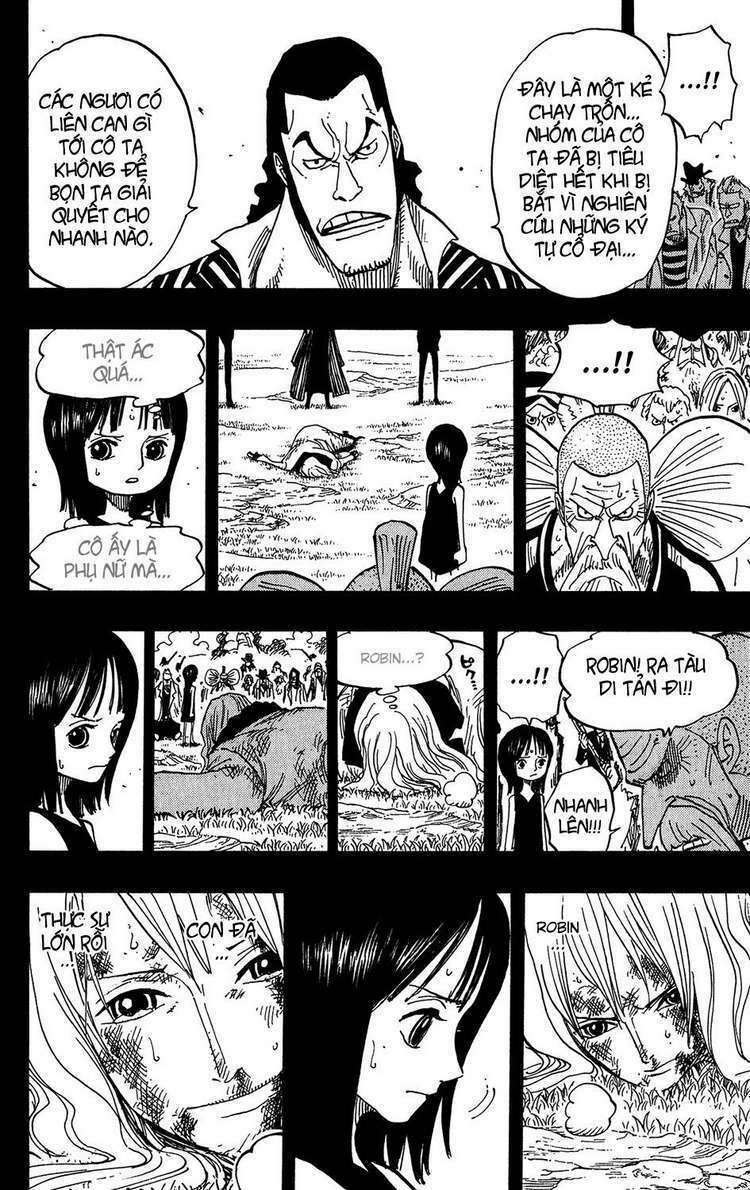 ...!!
ĐÂY LÀ MỘT KẺ
CHẠY TRỐN...
NHÓM CỦA CÔ
TA ĐÃ BỊ TIÊU
DIỆT HẾT KHI BỊ
BẮT VÌ NGHIÊN
CỨU NHỮNG KÝ
TỰ CỔ ĐẠI...
CÁC NGƯƠI CÓ
LIÊN CAN GÌ
TỚI CÔ TA
KHÔNG ĐỂ
BỌN TA GIẢI
QUYẾT CHO
NHANH NÀO.
...!!
THẬT ÁC
QUÁ...
CÔ ẤY LÀ
PHỤ NỮ MÀ...
ROBIN! RA TÀU
DI TẢN ĐI!!
...!!
NHANH
LÊN!!!
ピク…
ROBIN...?
ROBIN
CON ĐÃ
THỰC SỰ
LỚN RỒI